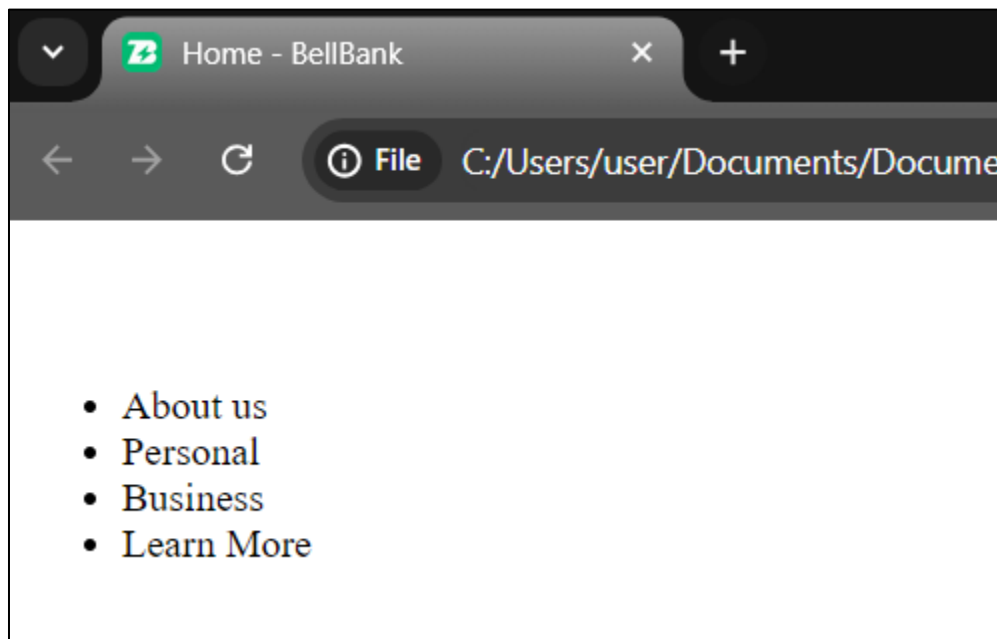 Home - BellBank
File C:/Users/user/Documents/Docume
About us
Personal
Business
Learn More